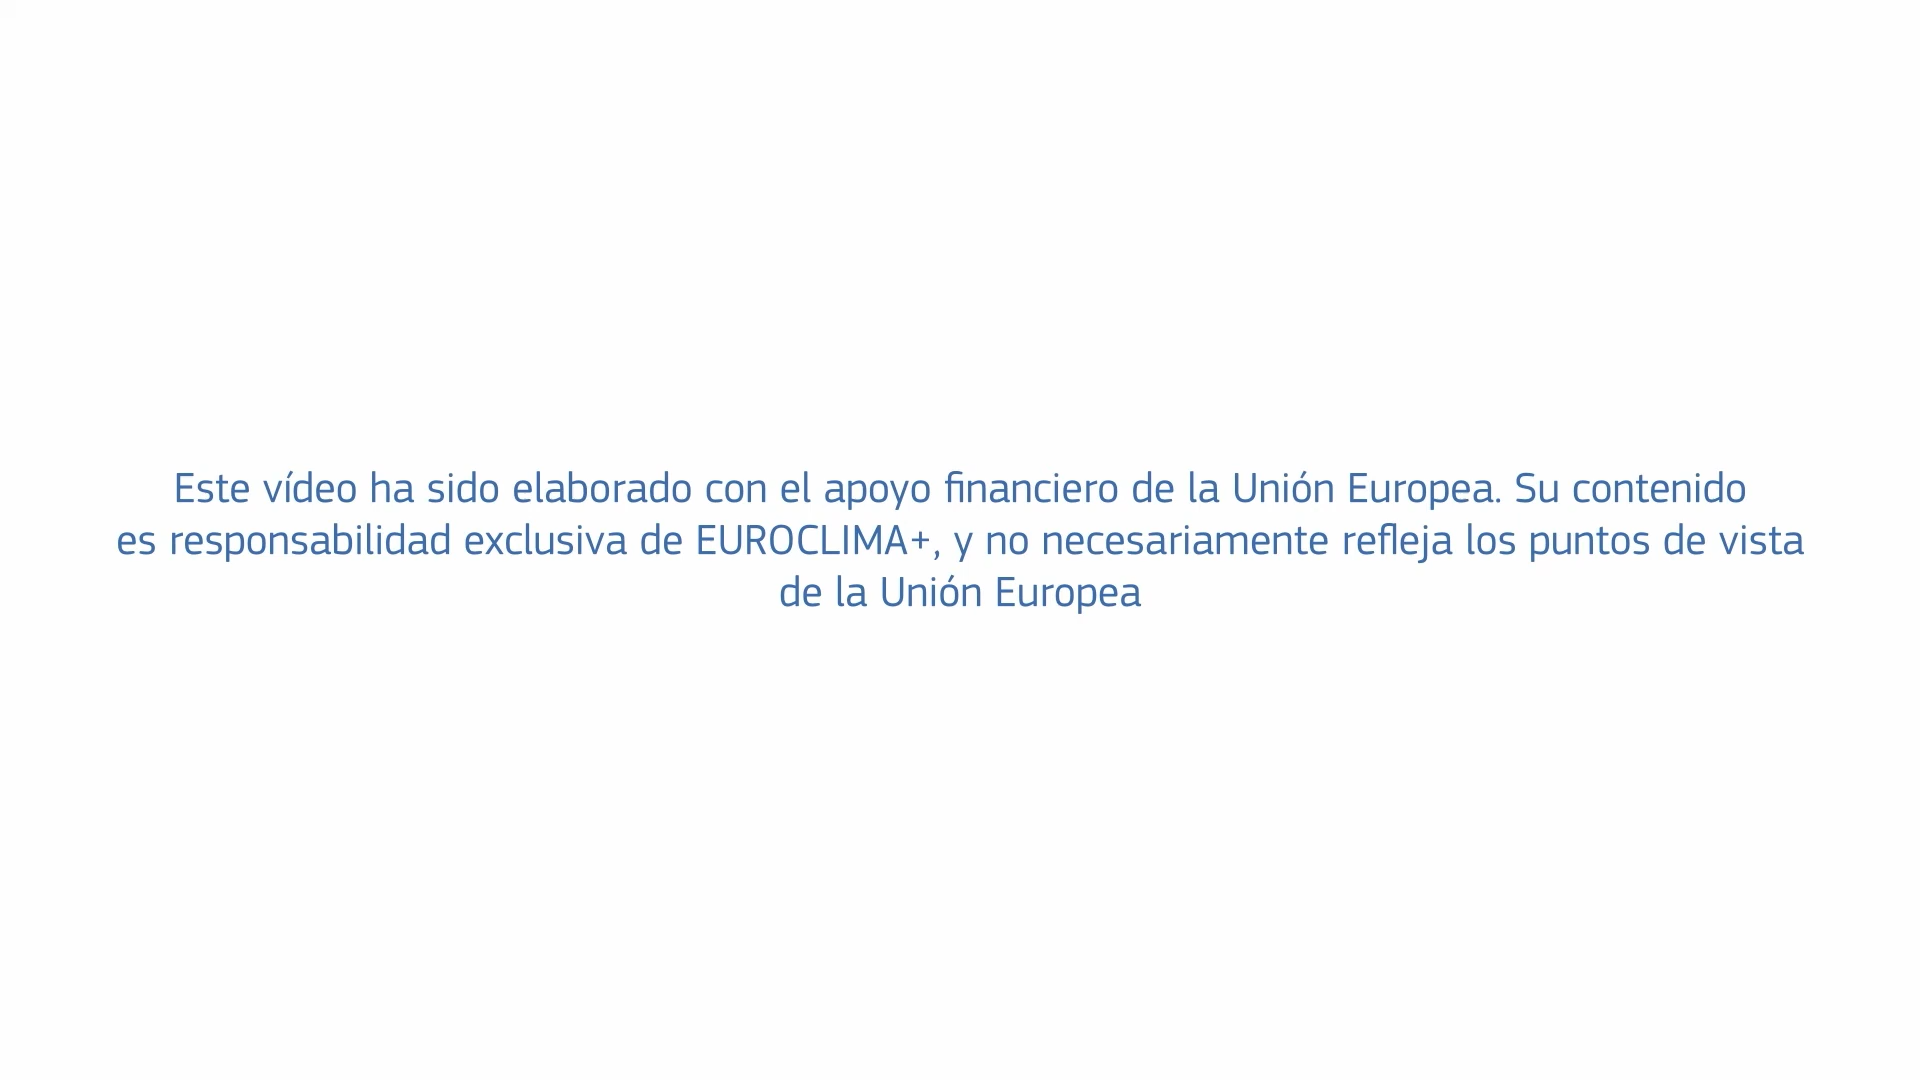 Este vídeo ha sido elaborado con el apoyo financiero de la Unión Europea. Su contenido
es responsabilidad exclusiva de EUROCLIMA+, y no necesariamente refleja los puntos de vista
de la Unión Europea